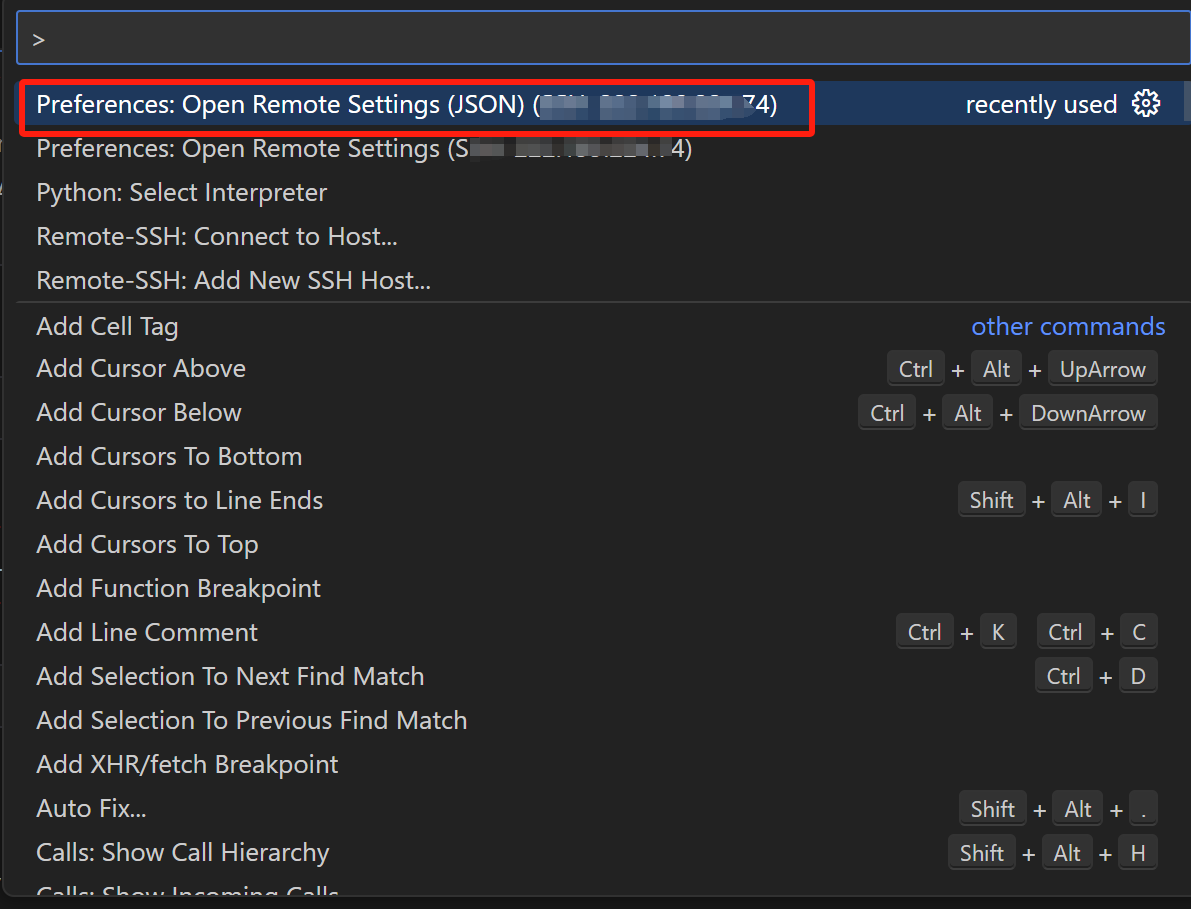 >
Preferences: Open Remote Settings (JSON) ( 74) recently used
Preferences: Open Remote Settings (S 4)
Python: Select Interpreter
Remote-SSH: Connect to Host...
Remote-SSH: Add New SSH Host...
Add Cell Tag other commands
Add Cursor Above Ctrl + Alt + UpArrow
Add Cursor Below Ctrl + Alt + DownArrow
Add Cursors To Bottom
Add Cursors to Line Ends Shift + Alt + I
Add Cursors To Top
Add Function Breakpoint
Add Line Comment Ctrl + K Ctrl + C
Add Selection To Next Find Match Ctrl + D
Add Selection To Previous Find Match
Add XHR/fetch Breakpoint
Auto Fix... Shift + Alt + .
Calls: Show Call Hierarchy Shift + Alt + H
Calls: Show Incoming Calls